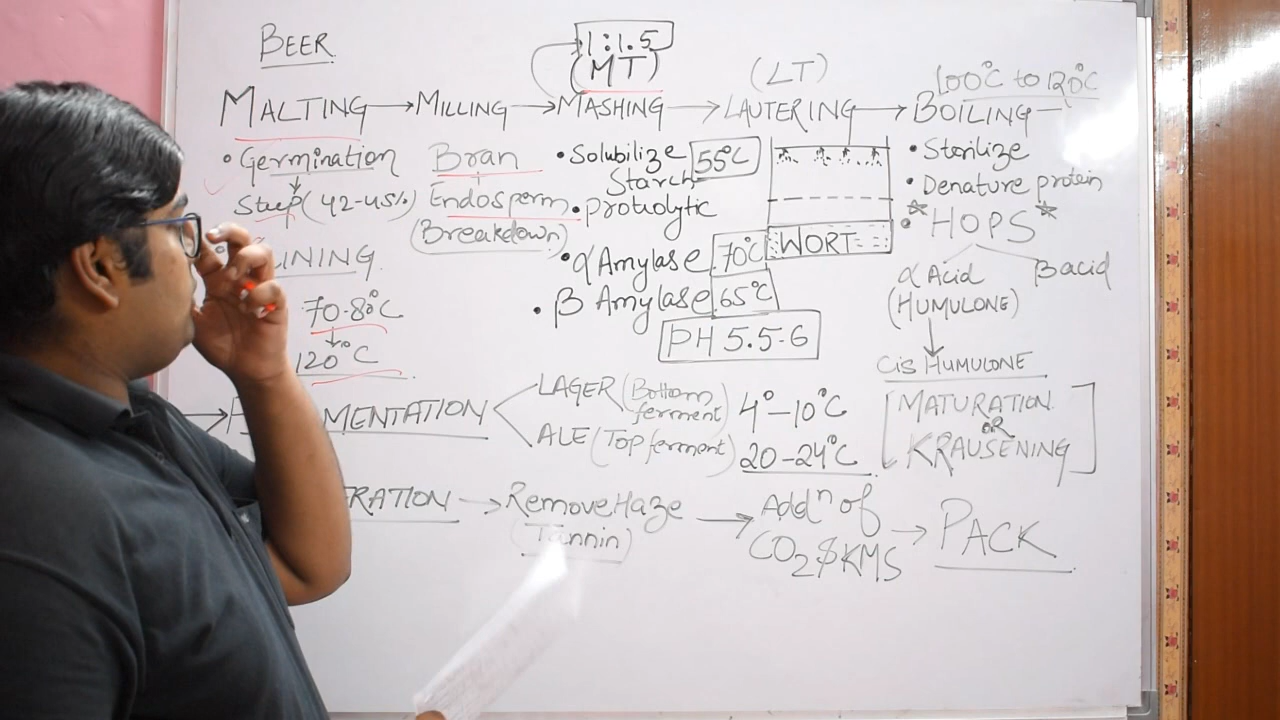 BEER
1:1.5
(MT)
(LT)
100°C to 120°C
MALTING → MILLING → MASHING → LAUTERING → BOILING
• Germination
Steep (42-45%)
LINING
70-80°C
120°C
Bran
Endosperm
(Breakdown)
• Solubilize Starch 55°C
• Proteolytic
• α Amylase 70°C
• β Amylase 65°C
PH 5.5-6
WORT
• Sterilize
• Denature protein
• HOPS
α Acid β acid
(HUMULONE)
Cis HUMULONE
MENTATION
LAGER (Bottom ferment) 4°-10°C
ALE (Top ferment) 20-24°C
[MATURATION
OR
KRAUSENING]
RATION → Remove Haze → Addⁿ of → PACK
(Tannin)
CO2 & KMS